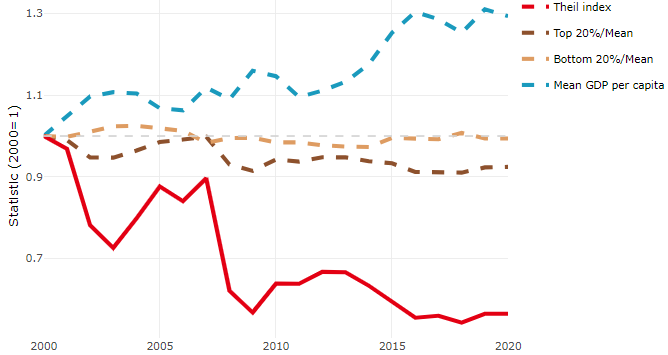 Statistic (2000=1)
1.3
1.1
0.9
0.7
2000
2005
2010
2015
2020
Theil index
Top 20%/Mean
Bottom 20%/Mean
Mean GDP per capita